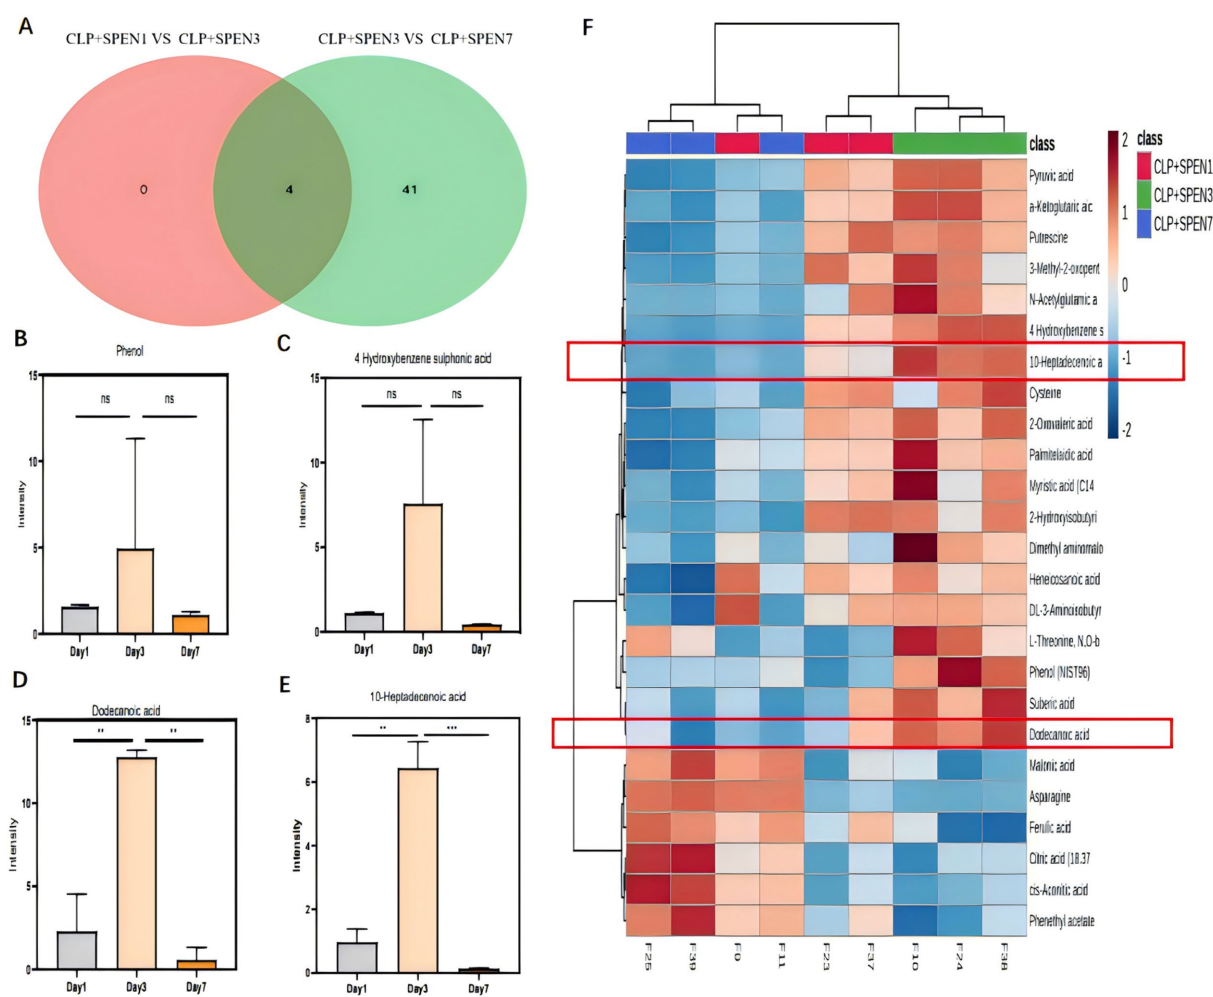 A
CLP+SPEN1 VS CLP+SPEN3
CLP+SPEN3 VS CLP+SPEN7
0
4
41
B
Phenol
15
10
5
0
Intensity
ns
ns
Day1
Day3
Day7
C
4 Hydroxybenzene sulphonic acid
15
10
5
0
Intensity
ns
ns
Day1
Day3
Day7
D
Dodecanoic acid
15
10
5
0
Intensity
**
**
Day1
Day3
Day7
E
10-Heptadecenoic acid
8
6
4
2
0
Intensity
**
***
Day1
Day3
Day7
F
class
Pyruvic acid
a-Ketoglutaric aic
Putrescine
3-Methyl-2-oxopent
N-Acetylglutamic a
4 Hydroxybenzene s
10-Heptadecenoic a
Cysteine
2-Oxovaleric acid
Palmitelaidic acid
Myristic acid (C14
2-Hydroxyisobutyri
Dimethyl aminomalo
Heneicosanoic acid
DL-3-Aminoisobutyr
L-Threonine, N,O-b
Phenol (NIST96)
Suberic acid
Dodecanoic acid
Malonic acid
Asparagine
Ferulic acid
Citric acid (18.37
cis-Aconitic acid
Phenethyl acetate
F25
F39
F0
F11
F23
F37
F10
F24
F38
2
1
0
-1
-2
class
CLP+SPEN1
CLP+SPEN3
CLP+SPEN7